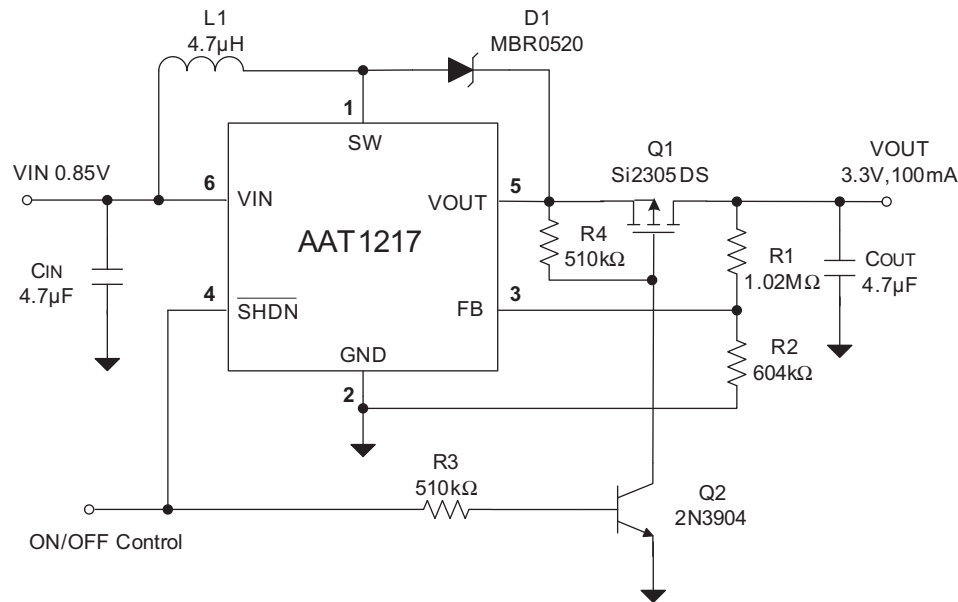 L1
4.7µH
D1
MBR0520
1
SW
VIN 0.85V
6
VIN
VOUT
5
Q1
Si2305DS
VOUT
3.3V,100mA
AAT1217
R4
510kΩ
R1
1.02MΩ
COUT
4.7µF
CIN
4.7µF
4
SHDN
FB
3
GND
2
R2
604kΩ
R3
510kΩ
Q2
2N3904
ON/OFF Control